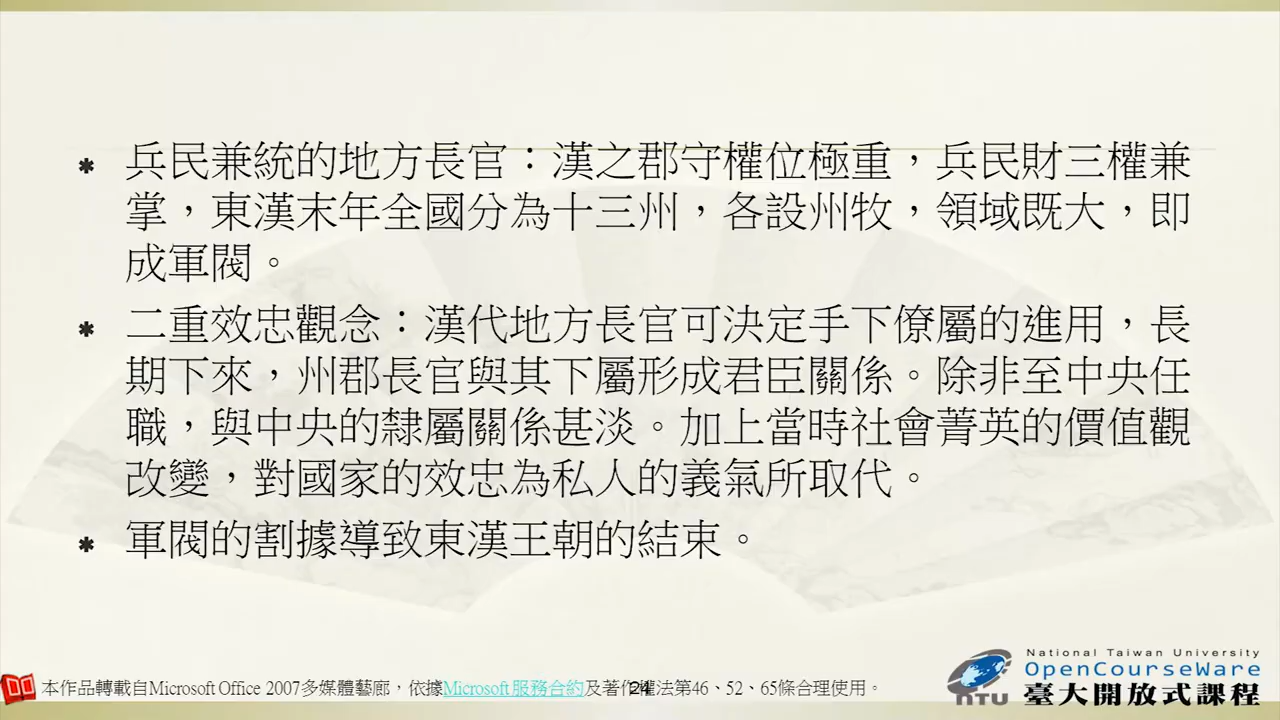 ✱ 兵民兼統的地方長官：漢之郡守權位極重，兵民財三權兼
掌，東漢末年全國分為十三州，各設州牧，領域既大，即
成軍閥。
✱ 二重效忠觀念：漢代地方長官可決定手下僚屬的進用，長
期下來，州郡長官與其下屬形成君臣關係。除非至中央任
職，與中央的隸屬關係甚淡。加上當時社會菁英的價值觀
改變，對國家的效忠為私人的義氣所取代。
✱ 軍閥的割據導致東漢王朝的結束。
本作品轉載自Microsoft Office 2007多媒體藝廊，依據Microsoft服務合約及著作權法第46、52、65條合理使用。
24
National Taiwan University
OpenCourseWare
臺大開放式課程
NTU